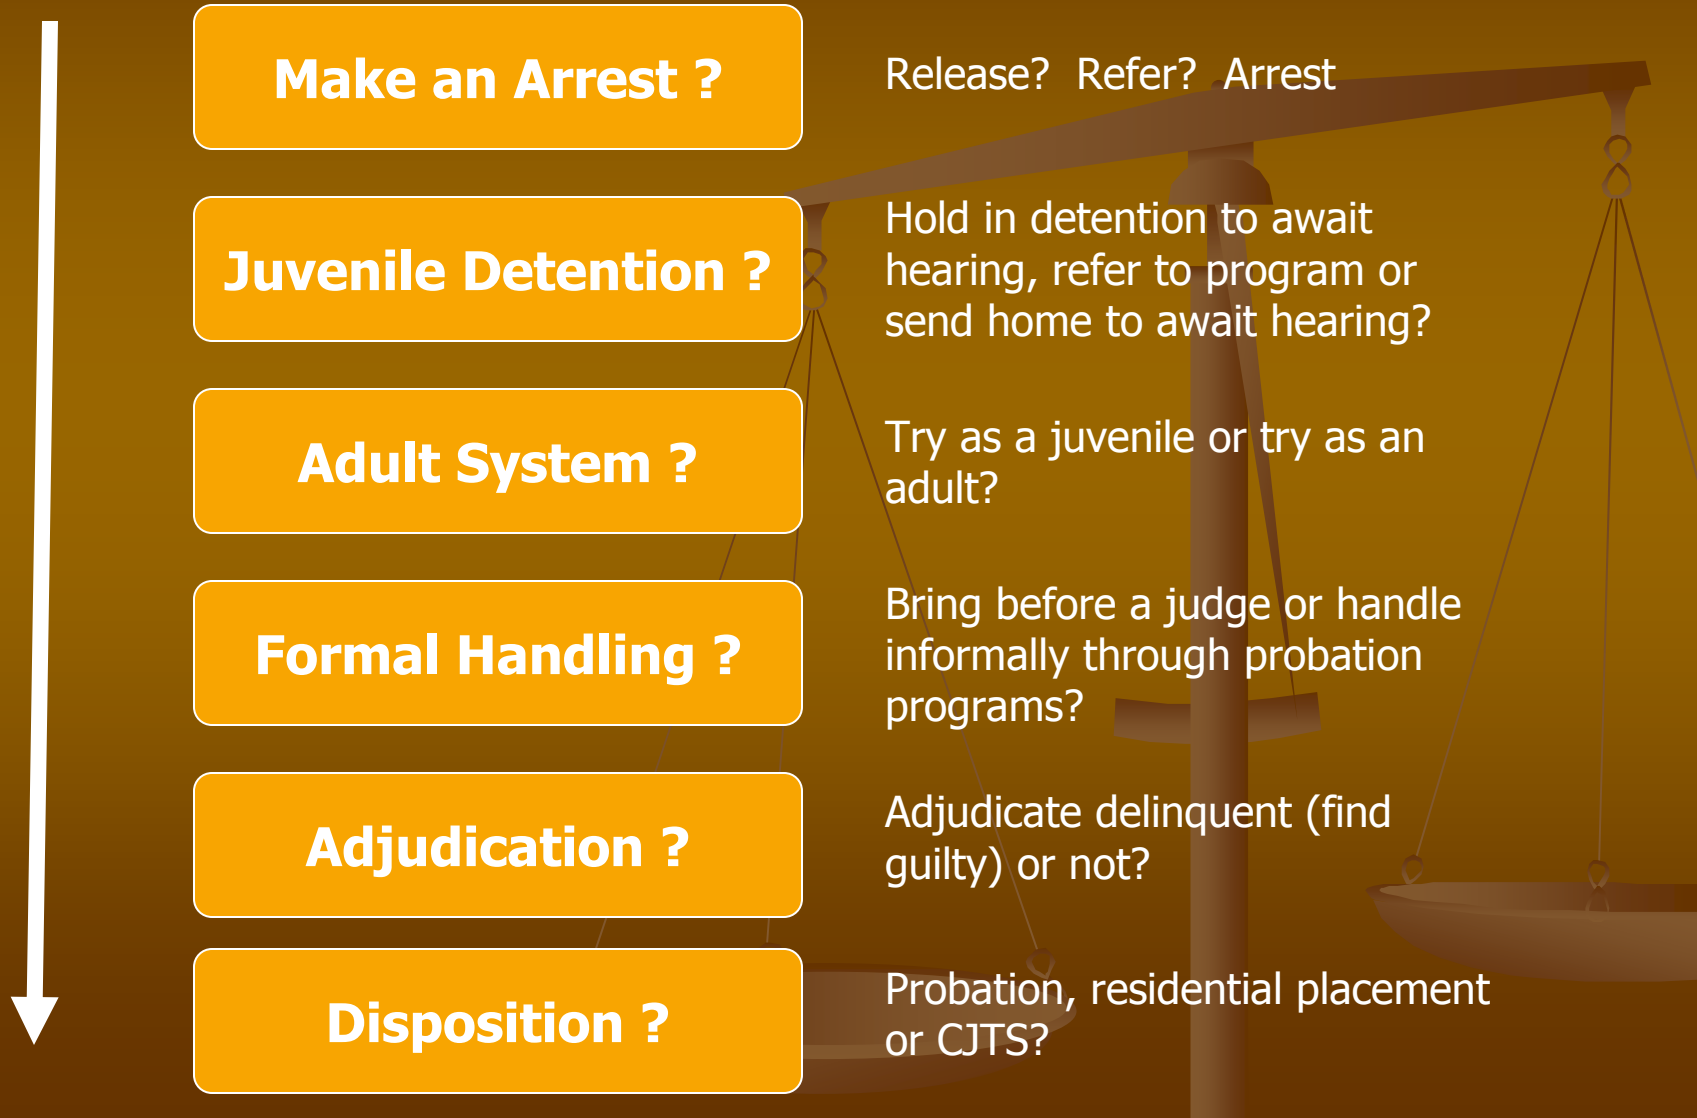 Make an Arrest ?
Release? Refer? Arrest
Juvenile Detention ?
Hold in detention to await
hearing, refer to program or
send home to await hearing?
Adult System ?
Try as a juvenile or try as an
adult?
Formal Handling ?
Bring before a judge or handle
informally through probation
programs?
Adjudication ?
Adjudicate delinquent (find
guilty) or not?
Disposition ?
Probation, residential placement
or CJTS?